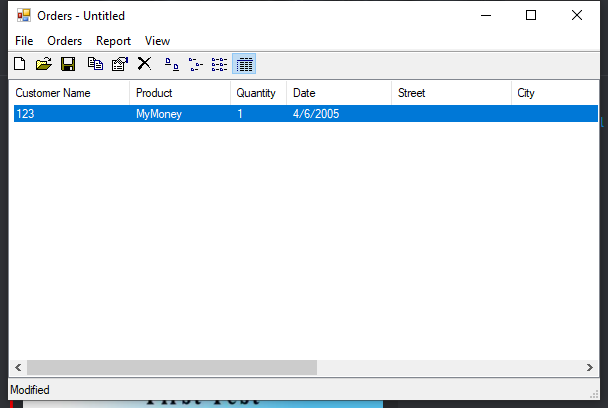 Orders - Untitled
File Orders Report View
Customer Name Product Quantity Date Street City
123 MyMoney 1 4/6/2005
Modified